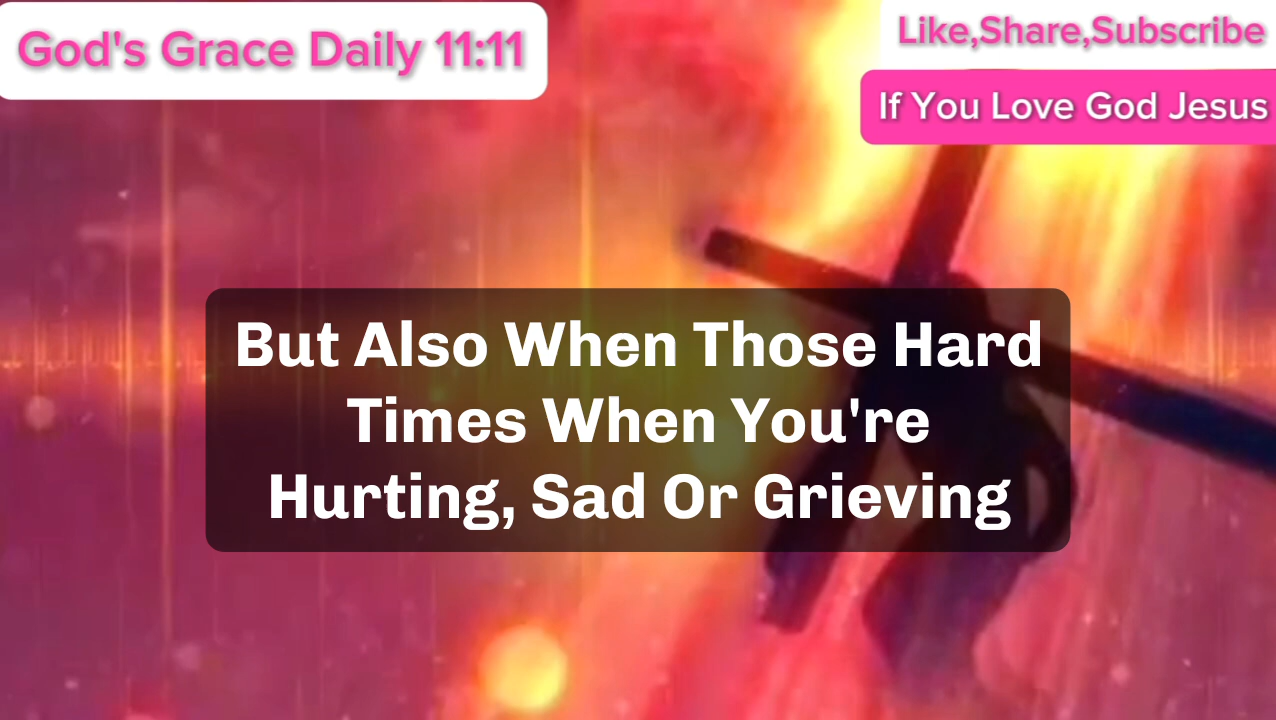 God's Grace Daily 11:11
Like,Share,Subscribe
If You Love God Jesus
But Also When Those Hard
Times When You're
Hurting, Sad Or Grieving